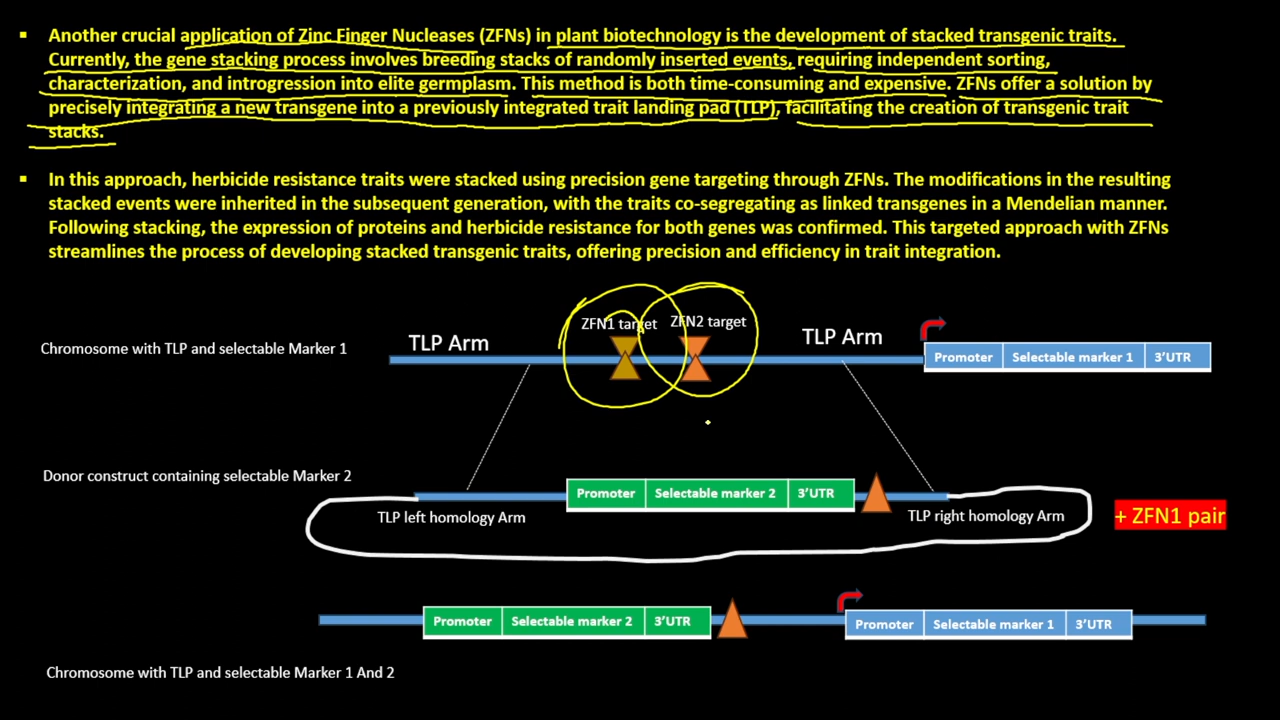 ▪ Another crucial application of Zinc Finger Nucleases (ZFNs) in plant biotechnology is the development of stacked transgenic traits.
Currently, the gene stacking process involves breeding stacks of randomly inserted events, requiring independent sorting,
characterization, and introgression into elite germplasm. This method is both time-consuming and expensive. ZFNs offer a solution by
precisely integrating a new transgene into a previously integrated trait landing pad (TLP), facilitating the creation of transgenic trait
stacks.
▪ In this approach, herbicide resistance traits were stacked using precision gene targeting through ZFNs. The modifications in the resulting
stacked events were inherited in the subsequent generation, with the traits co-segregating as linked transgenes in a Mendelian manner.
Following stacking, the expression of proteins and herbicide resistance for both genes was confirmed. This targeted approach with ZFNs
streamlines the process of developing stacked transgenic traits, offering precision and efficiency in trait integration.
ZFN1 target
ZFN2 target
TLP Arm
TLP Arm
Chromosome with TLP and selectable Marker 1
Promoter
Selectable marker 1
3’UTR
Donor construct containing selectable Marker 2
Promoter
Selectable marker 2
3’UTR
TLP left homology Arm
TLP right homology Arm
+ ZFN1 pair
Promoter
Selectable marker 2
3’UTR
Promoter
Selectable marker 1
3’UTR
Chromosome with TLP and selectable Marker 1 And 2